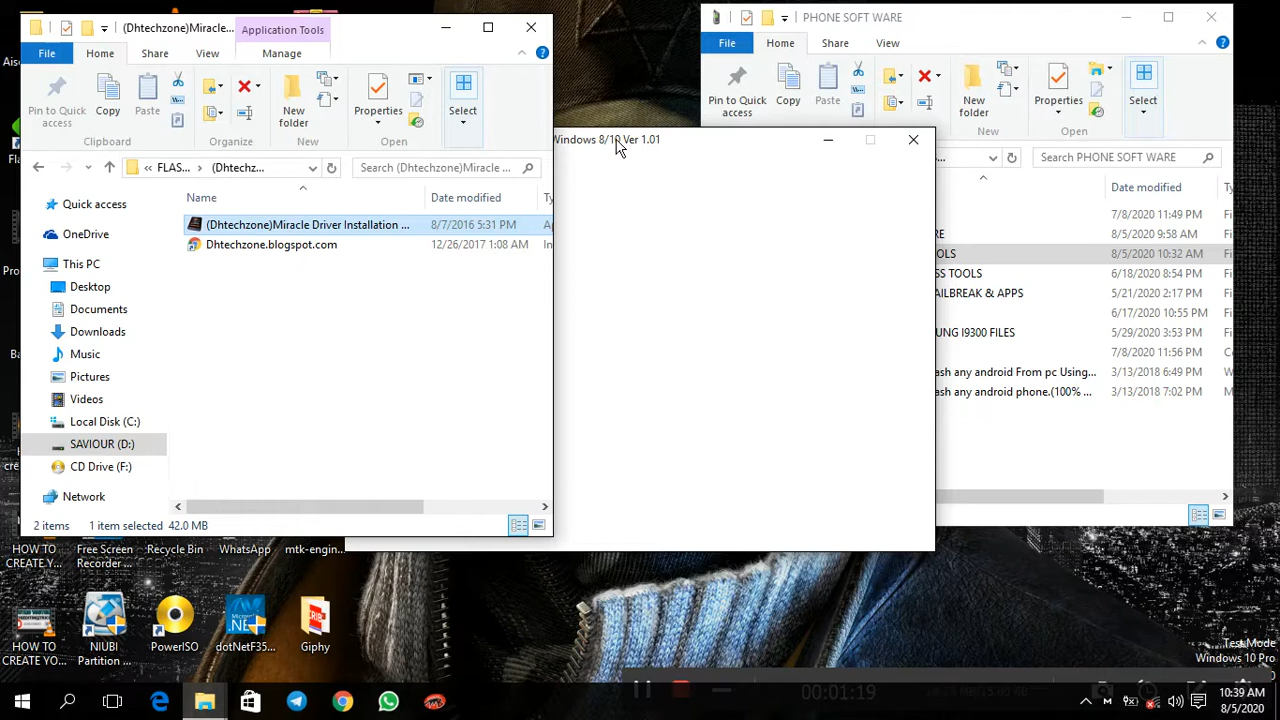 (Dhtechzone)Miracle...
Application Tools
File
Home
Share
View
Manage
Pin to Quick access
Copy
Paste
New folder
Properties
Select
Clipboard
Organize
New
Open
FLAS...
(Dhtechz...
Search (Dhtechzone)Miracle ...
Name
Date modified
(Dhtechzone)Miracle Driver Installation ...
8/7/2016 5:31 PM
Dhtechzone.blogspot.com
12/26/2017 1:08 AM
Quick access
OneDrive
This PC
Desktop
Documents
Downloads
Music
Pictures
Videos
Local Disk (C:)
SAVIOUR (D:)
CD Drive (F:)
Network
2 items
1 item selected
42.0 MB
Windows 8/10 Ver 1.01
PHONE SOFT WARE
File
Home
Share
View
Pin to Quick access
Copy
Paste
New folder
Properties
Select
New
Open
Search PHONE SOFT WARE
Date modified
7/8/2020 11:49 PM
RE
8/5/2020 9:58 AM
OLS
8/5/2020 10:32 AM
SS TOOLS
6/18/2020 8:54 PM
AILBREAK & APPS
5/21/2020 2:17 PM
6/17/2020 10:55 PM
UNG I9300 FILES
5/29/2020 3:53 PM
7/8/2020 11:56 PM
ash any android From pc Using...
3/13/2018 6:49 PM
ash any android phone.(100% ...
3/13/2018 7:02 PM
HOW TO CREATE Y...
Free Screen Recorder
Recycle Bin
WhatsApp
mtk-engin...
HOW TO CREATE YO...
NIUBI Partition ...
PowerISO
dotNetF35...
Giphy
Test Mode
Windows 10 Pro
00:01:19
10:39 AM
8/5/2020